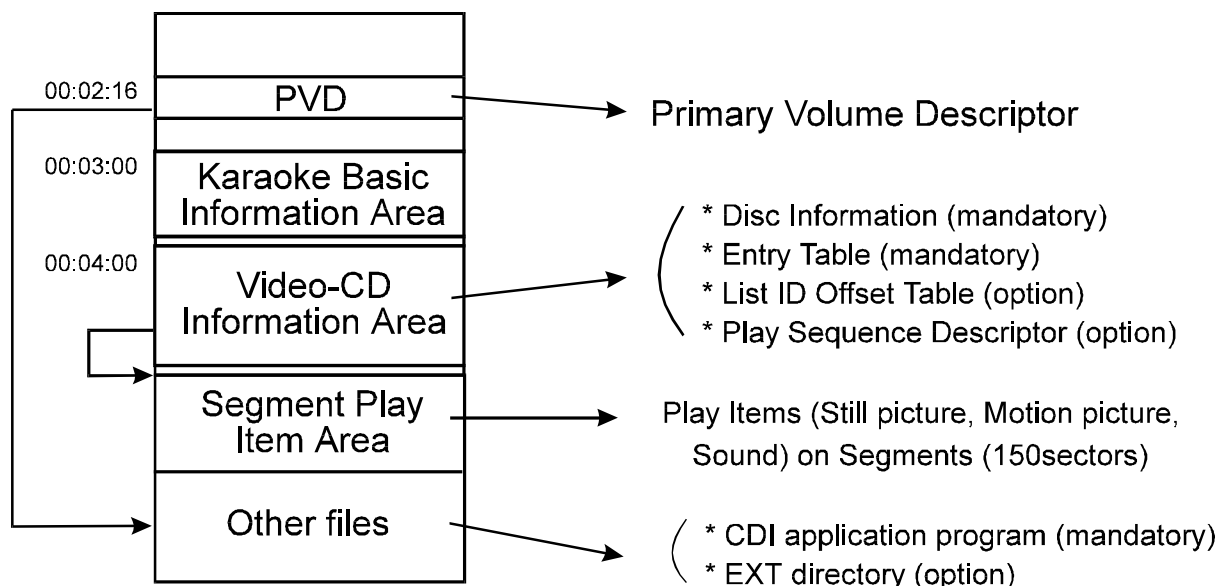 00:02:16
PVD
Primary Volume Descriptor
00:03:00
Karaoke Basic
Information Area
00:04:00
Video-CD
Information Area
* Disc Information (mandatory)
* Entry Table (mandatory)
* List ID Offset Table (option)
* Play Sequence Descriptor (option)
Segment Play
Item Area
Play Items (Still picture, Motion picture,
Sound) on Segments (150sectors)
Other files
* CDI application program (mandatory)
* EXT directory (option)